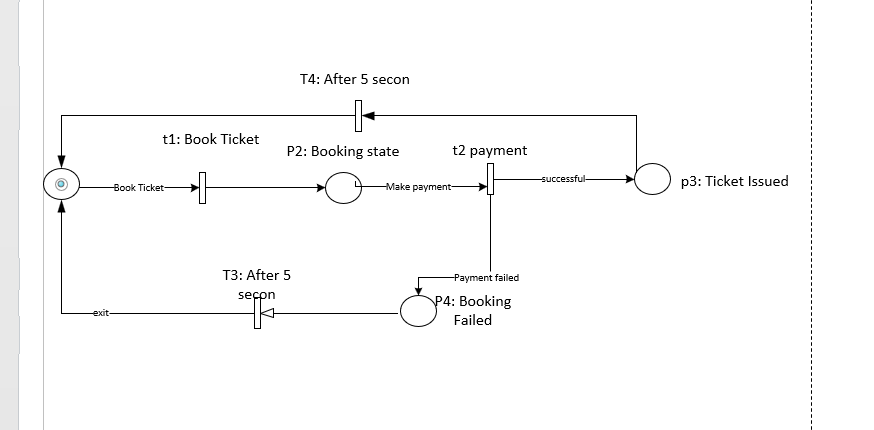 T4: After 5 secon
t1: Book Ticket
P2: Booking state
t2 payment
Book Ticket
Make payment
successful
p3: Ticket Issued
T3: After 5
secon
Payment failed
P4: Booking
Failed
exit